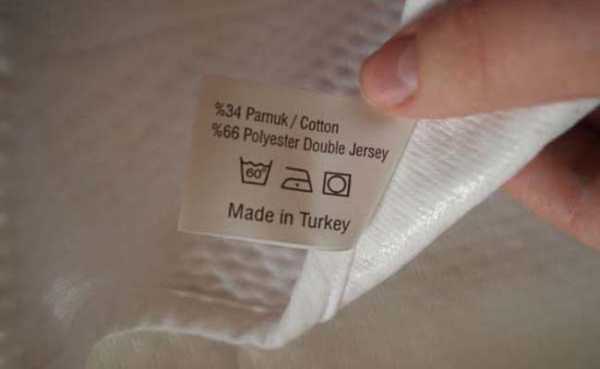 %34 Pamuk / Cotton
%66 Polyester Double Jersey
60°
Made in Turkey